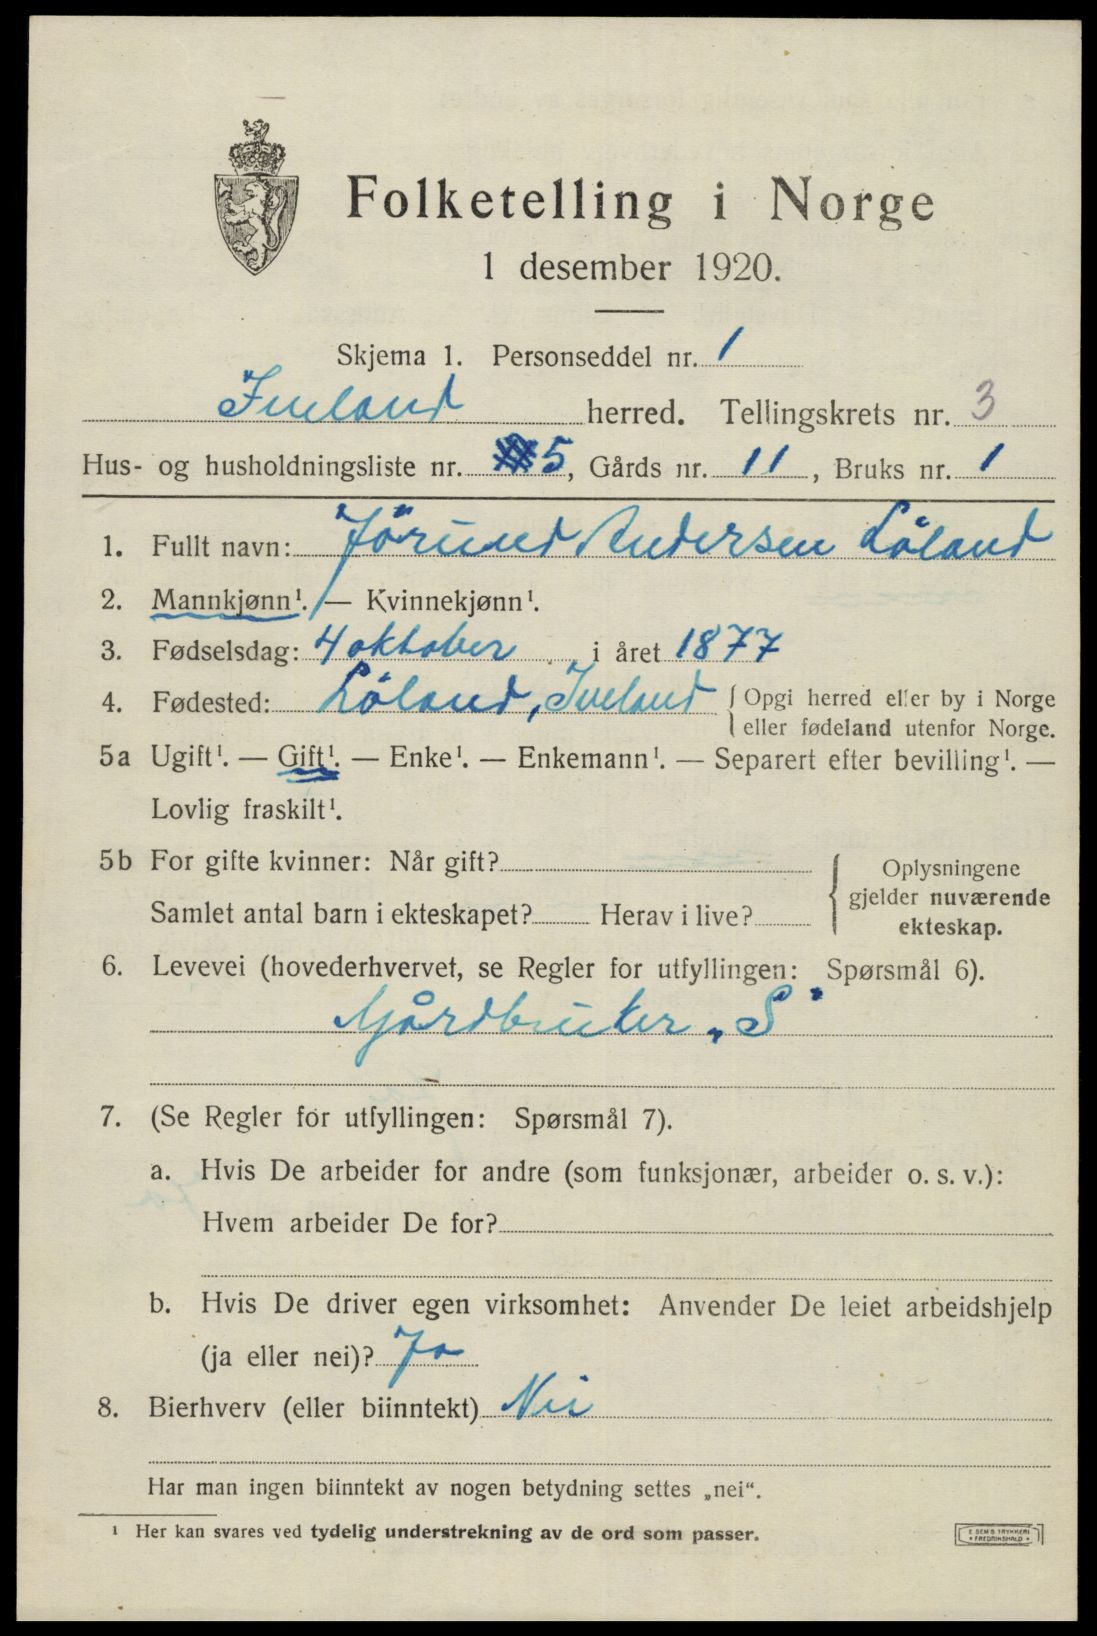 Folketelling i Norge
1 desember 1920.
Skjema 1. Personseddel nr. 1
Iveland herred. Tellingskrets nr. 3
Hus- og husholdningsliste nr. 5, Gårds nr. 11, Bruks nr. 1
1. Fullt navn: Jörund Andersen Löland
2. Mannkjønn¹. — Kvinnekjønn¹.
3. Fødselsdag: 4 oktober i året 1877
4. Fødested: Löland, Iveland { Opgi herred eller by i Norge
eller fødeland utenfor Norge.
5a Ugift¹. — Gift¹. — Enke¹. — Enkemann¹. — Separert efter bevilling¹. —
Lovlig fraskilt¹.
5b For gifte kvinner: Når gift?
Samlet antal barn i ekteskapet? Herav i live?
{ Oplysningene
gjelder nuværende
ekteskap.
6. Levevei (hovederhvervet, se Regler for utfyllingen: Spørsmål 6).
Gårdbruker „S"
7. (Se Regler for utfyllingen: Spørsmål 7).
a. Hvis De arbeider for andre (som funksjonær, arbeider o. s. v.):
Hvem arbeider De for?
b. Hvis De driver egen virksomhet: Anvender De leiet arbeidshjelp
(ja eller nei)? Ja
8. Bierhverv (eller biinntekt) Nei
Har man ingen biinntekt av nogen betydning settes „nei“.
¹ Her kan svares ved tydelig understrekning av de ord som passer.
E SEMS TRYKKERI
• FREDRIKSHALD •